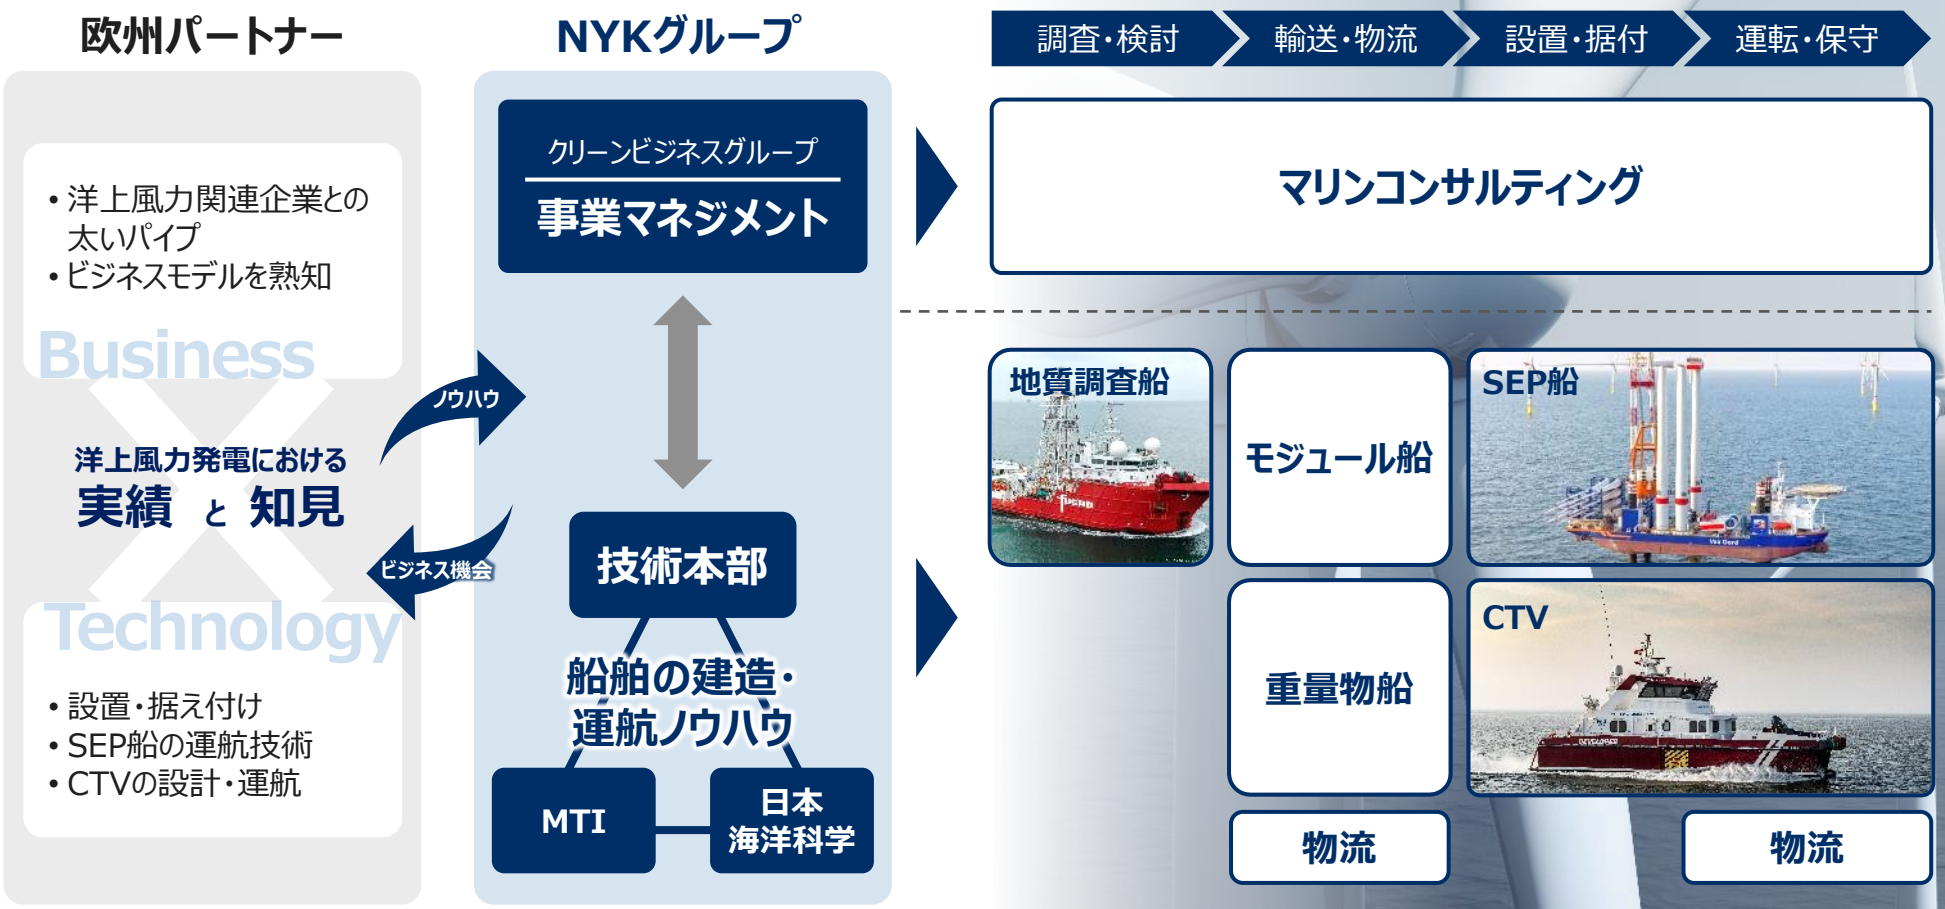 欧州パートナー
• 洋上風力関連企業との
太いパイプ
• ビジネスモデルを熟知
Business
洋上風力発電における
実績 と 知見
Technology
• 設置・据え付け
• SEP船の運航技術
• CTVの設計・運航
ノウハウ
ビジネス機会
NYKグループ
クリーンビジネスグループ
事業マネジメント
技術本部
船舶の建造・
運航ノウハウ
MTI
日本
海洋科学
調査・検討
輸送・物流
設置・据付
運転・保守
マリンコンサルティング
地質調査船
fugro
モジュール船
SEP船
重量物船
CTV
物流
物流